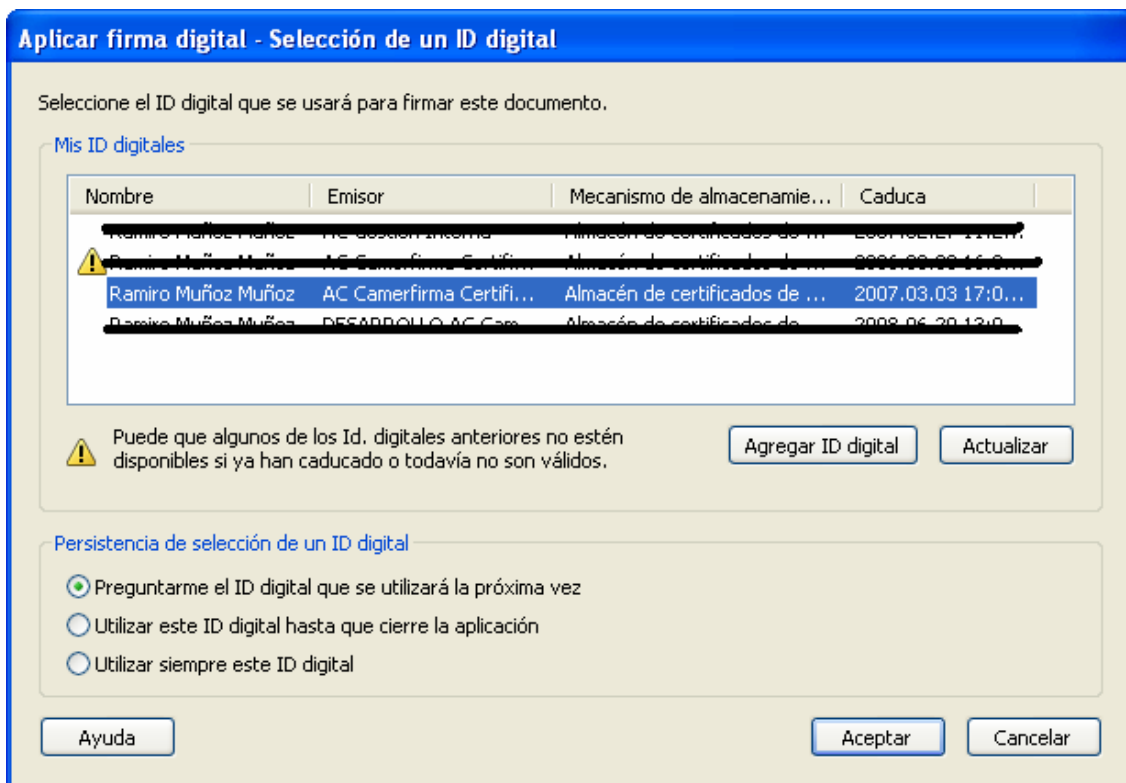 Aplicar firma digital - Selección de un ID digital
Seleccione el ID digital que se usará para firmar este documento.
Mis ID digitales
Nombre Emisor Mecanismo de almacenamie... Caduca
Ramiro Muñoz Muñoz AC Camerfirma Certifi... Almacén de certificados de ... 2007.03.03 17:0...
Puede que algunos de los Id. digitales anteriores no estén
disponibles si ya han caducado o todavía no son válidos.
Agregar ID digital Actualizar
Persistencia de selección de un ID digital
Preguntarme el ID digital que se utilizará la próxima vez
Utilizar este ID digital hasta que cierre la aplicación
Utilizar siempre este ID digital
Ayuda Aceptar Cancelar